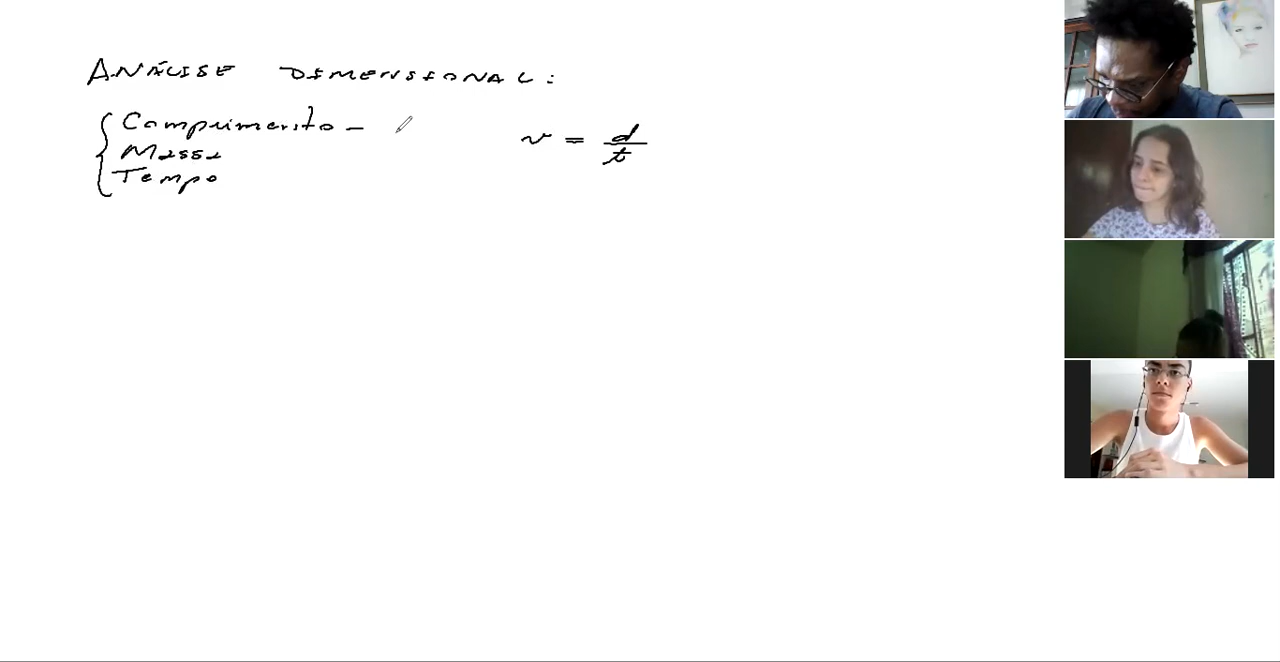 ANÁLISE DIMENSIONAL:
Comprimento -
Massa
Tempo
v = d/t